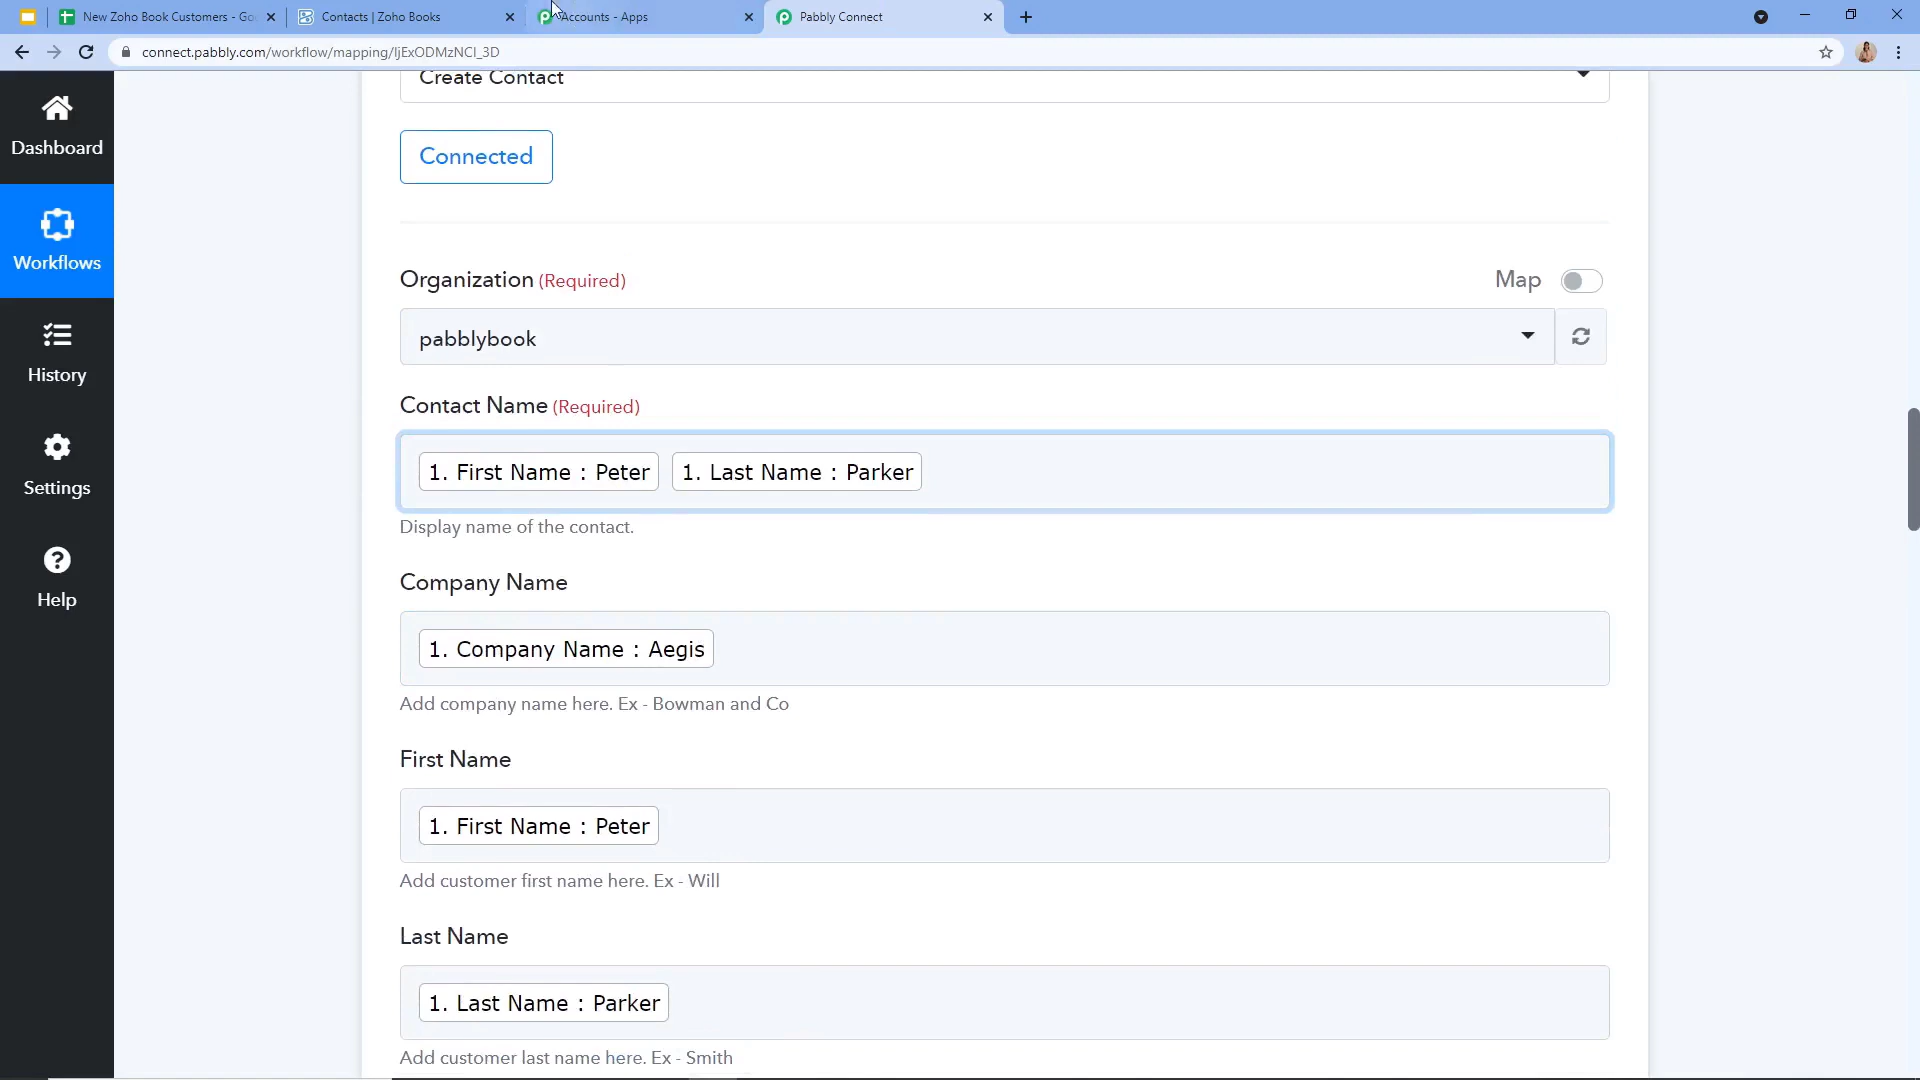 New Zoho Book Customers - Go
Contacts | Zoho Books
Accounts - Apps
Pabbly Connect
connect.pabbly.com/workflow/mapping/IjExODMzNCI_3D
Create Contact
Dashboard
Connected
Workflows
Organization (Required)
Map
pabblybook
History
Contact Name (Required)
1. First Name : Peter 1. Last Name : Parker
Settings
Display name of the contact.
Company Name
Help
1. Company Name : Aegis
Add company name here. Ex - Bowman and Co
First Name
1. First Name : Peter
Add customer first name here. Ex - Will
Last Name
1. Last Name : Parker
Add customer last name here. Ex - Smith